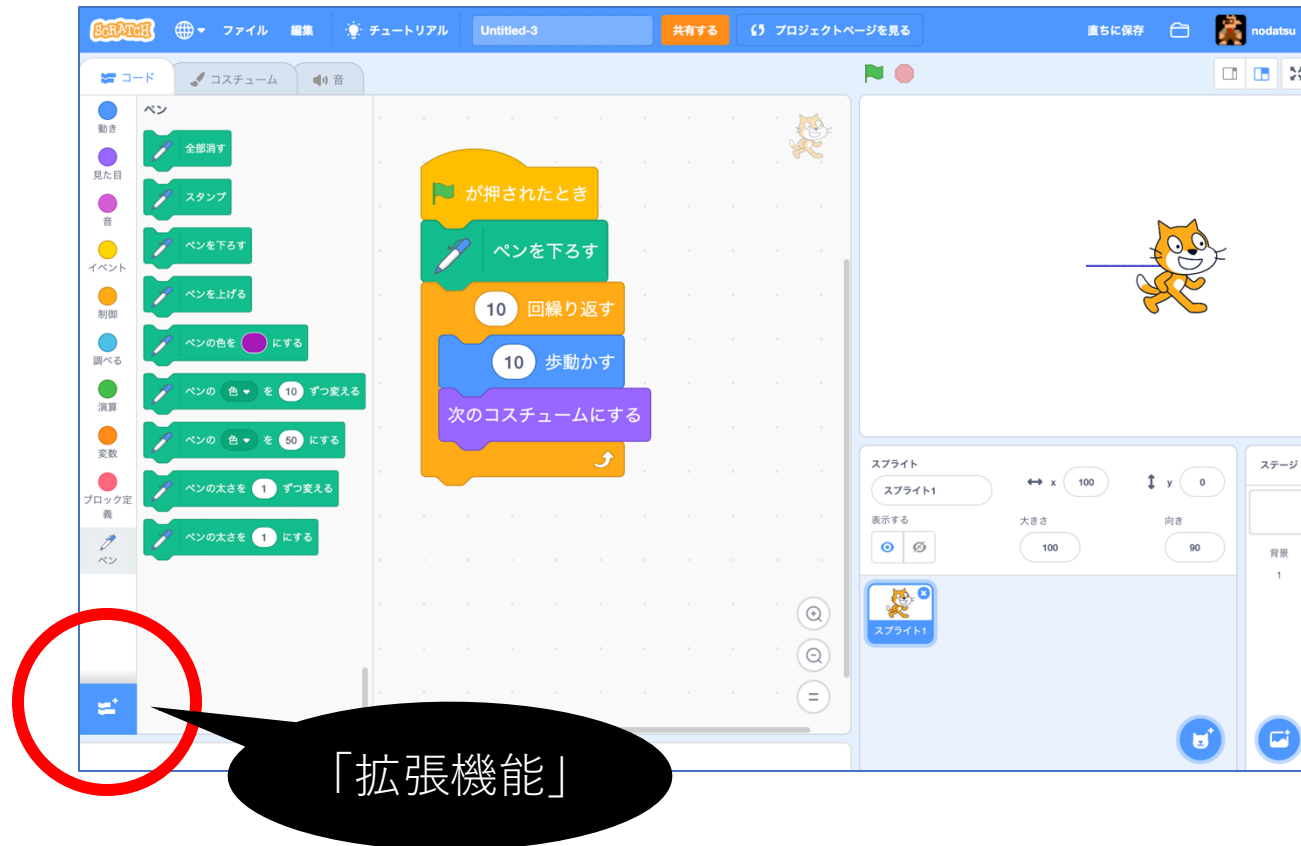 SCRATCH ファイル 編集 チュートリアル Untitled-3 共有する プロジェクトページを見る 直ちに保存 nodatsu
コード コスチューム 音
動き
見た目
音
イベント
制御
調べる
演算
変数
ブロック定
義
ペン
ペン
全部消す
スタンプ
ペンを下ろす
ペンを上げる
ペンの色を にする
ペンの 色 を 10 ずつ変える
ペンの 色 を 50 にする
ペンの太さを 1 ずつ変える
ペンの太さを 1 にする
が押されたとき
ペンを下ろす
10 回繰り返す
10 歩動かす
次のコスチュームにする
スプライト
スプライト1 x 100 y 0
表示する 大きさ 向き
100 90
スプライト1
ステージ
背景
1
「拡張機能」